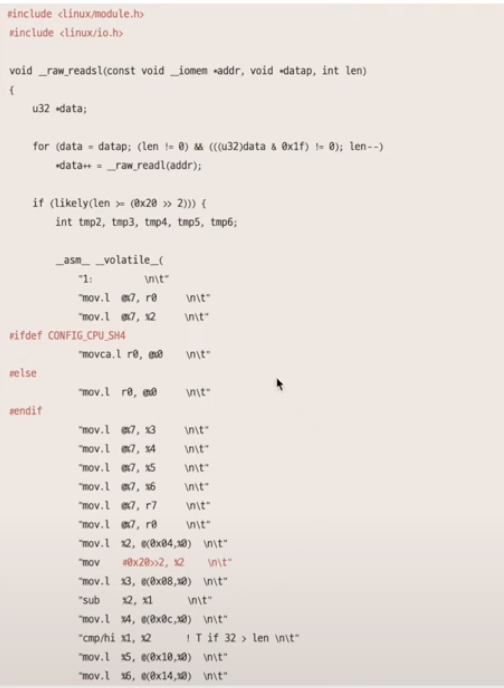 #include <linux/module.h>
#include <linux/io.h>
void __raw_readsl(const void __iomem *addr, void *datap, int len)
{
u32 *data;
for (data = datap; (len != 0) && (((u32)data & 0x1f) != 0); len--)
*data++ = __raw_readl(addr);
if (likely(len >= (0x20 >> 2))) {
int tmp2, tmp3, tmp4, tmp5, tmp6;
__asm__ __volatile__(
"1: \n\t"
"mov.l @%7, r0 \n\t"
"mov.l @%7, %2 \n\t"
#ifdef CONFIG_CPU_SH4
"movca.l r0, @%0 \n\t"
#else
"mov.l r0, @%0 \n\t"
#endif
"mov.l @%7, %3 \n\t"
"mov.l @%7, %4 \n\t"
"mov.l @%7, %5 \n\t"
"mov.l @%7, %6 \n\t"
"mov.l @%7, r7 \n\t"
"mov.l @%7, r0 \n\t"
"mov.l %2, @(0x04,%0) \n\t"
"mov #0x20>>2, %2 \n\t"
"mov.l %3, @(0x08,%0) \n\t"
"sub %2, %1 \n\t"
"mov.l %4, @(0x0c,%0) \n\t"
"cmp/hi %1, %2 ! T if 32 > len \n\t"
"mov.l %5, @(0x10,%0) \n\t"
"mov.l %6, @(0x14,%0) \n\t"